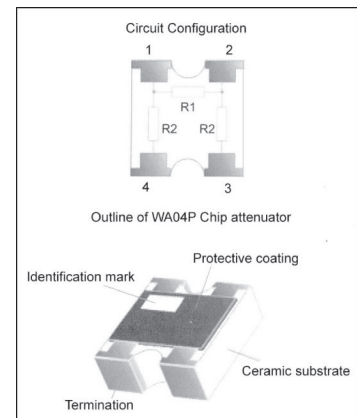 Circuit Configuration
1 2
R1
R2 R2
4 3
Outline of WA04P Chip attenuator
Protective coating
Identification mark
Ceramic substrate
Termination